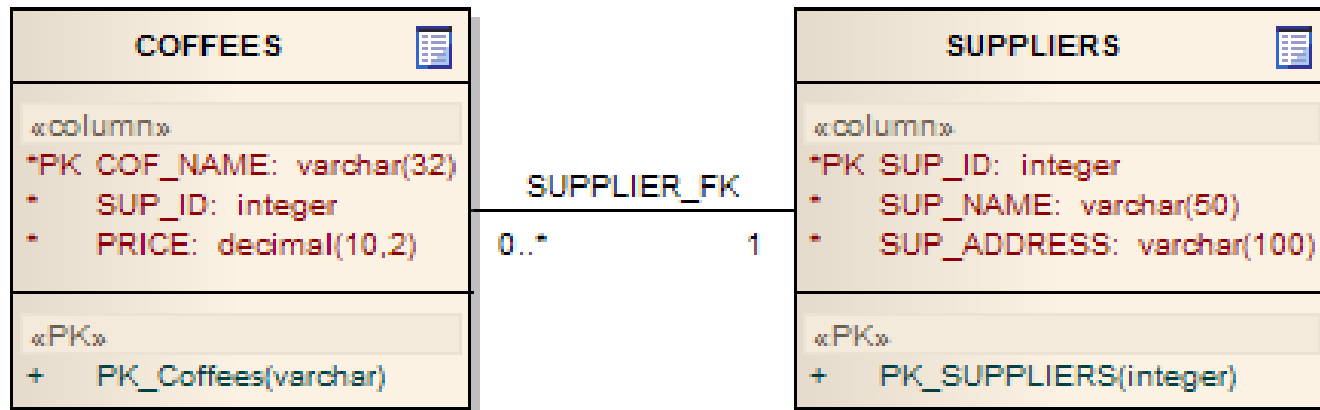 COFFEES
«column»
*PK COF_NAME: varchar(32)
* SUP_ID: integer
* PRICE: decimal(10,2)
«PK»
+ PK_Coffees(varchar)
SUPPLIER_FK
0..* 1
SUPPLIERS
«column»
*PK SUP_ID: integer
* SUP_NAME: varchar(50)
* SUP_ADDRESS: varchar(100)
«PK»
+ PK_SUPPLIERS(integer)